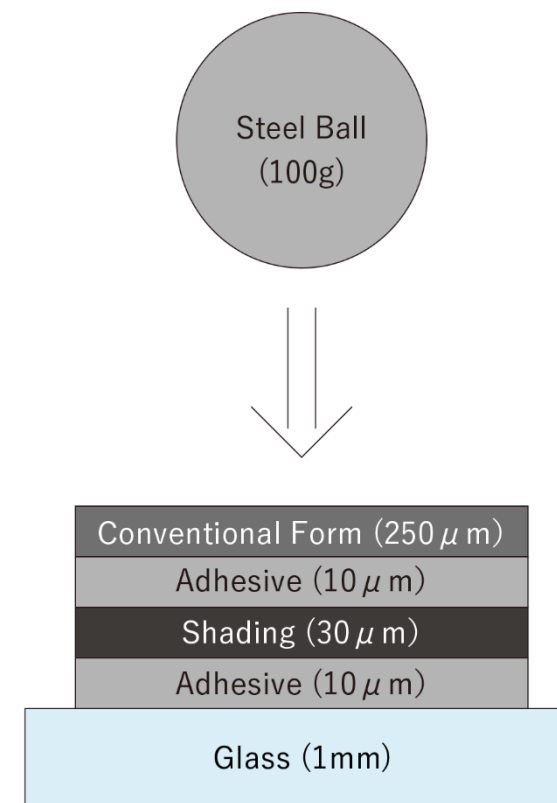 Steel Ball
(100g)
Conventional Form (250μm)
Adhesive (10μm)
Shading (30μm)
Adhesive (10μm)
Glass (1mm)